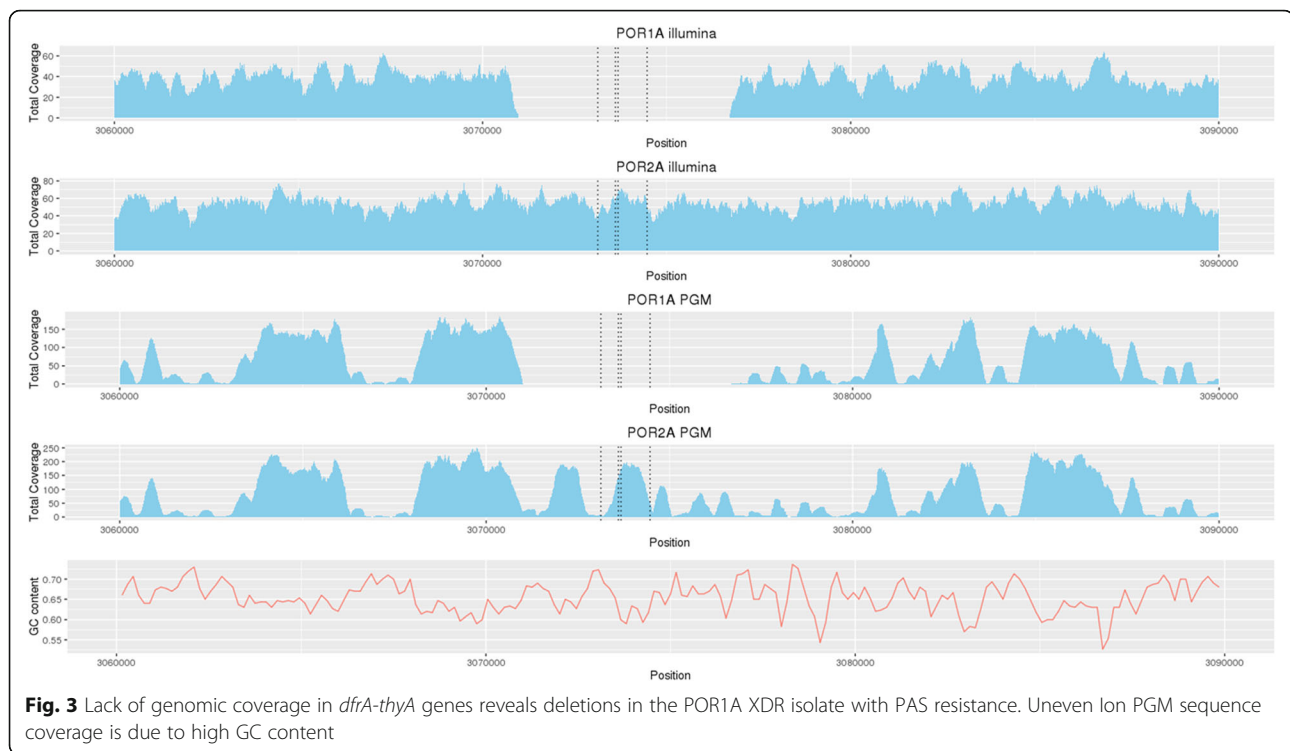 POR1A illumina
Total Coverage
60
40
20
0
3060000 3070000 3080000 3090000
Position
POR2A illumina
Total Coverage
80
60
40
20
0
3060000 3070000 3080000 3090000
Position
POR1A PGM
Total Coverage
150
100
50
0
3060000 3070000 3080000 3090000
Position
POR2A PGM
Total Coverage
250
200
150
100
50
0
3060000 3070000 3080000 3090000
Position
GC content
0.70
0.65
0.60
0.55
3060000 3070000 3080000 3090000
Position
Fig. 3 Lack of genomic coverage in dfrA-thyA genes reveals deletions in the POR1A XDR isolate with PAS resistance. Uneven Ion PGM sequence
coverage is due to high GC content